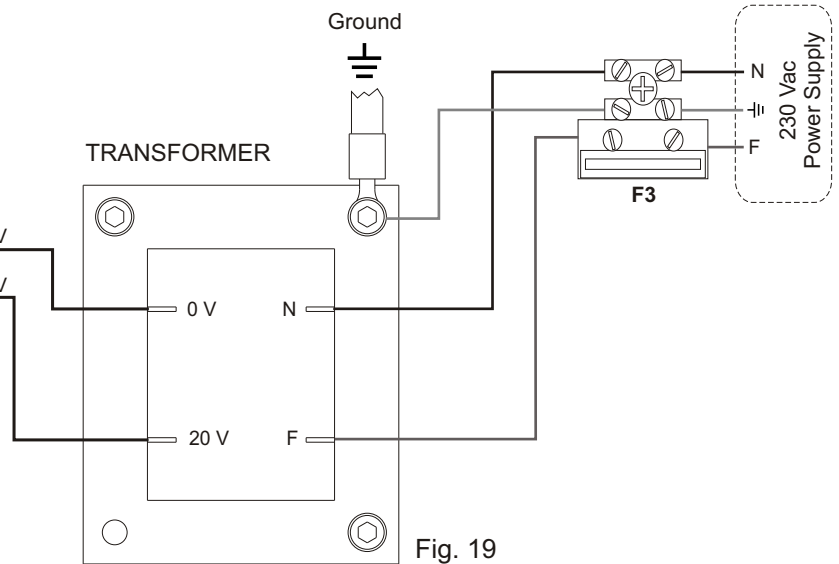 Ground
TRANSFORMER
N
F
230 Vac
Power Supply
F3
V
V
0 V
N
20 V
F
Fig. 19